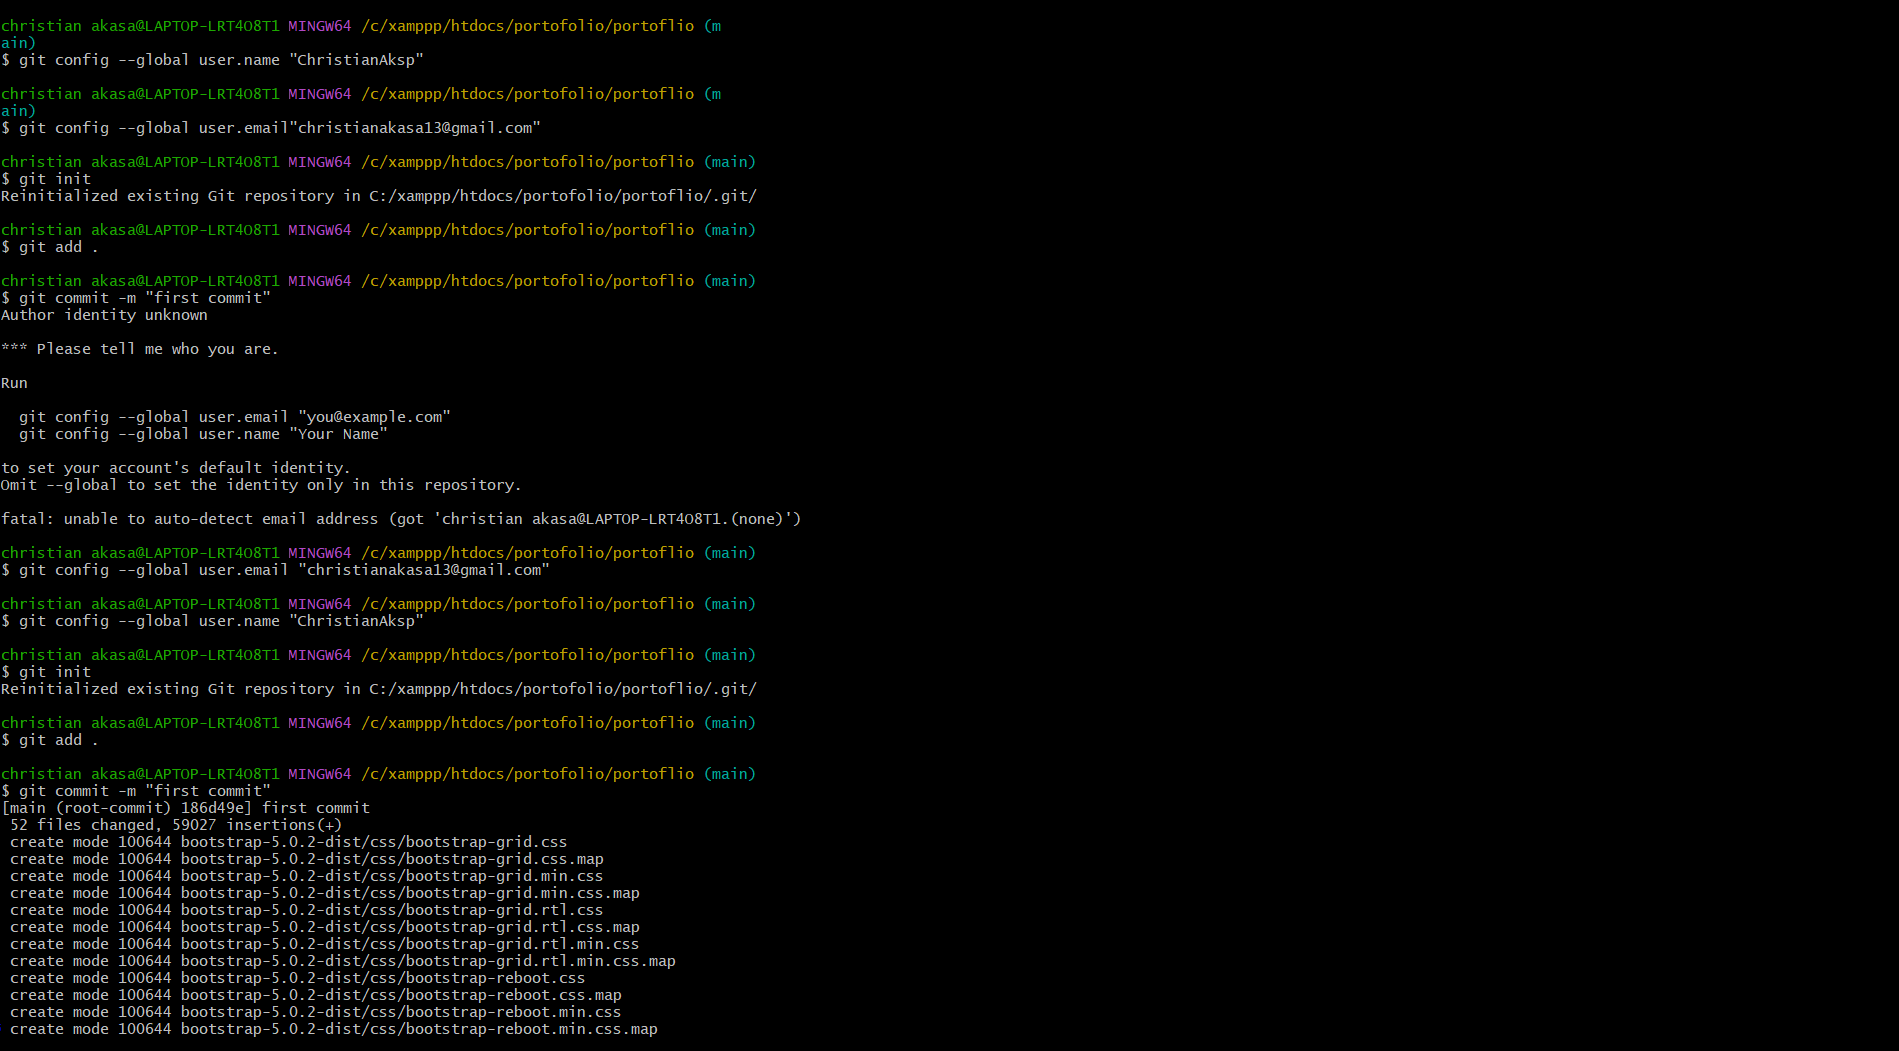 christian akasa@LAPTOP-LRT4O8T1 MINGW64 /c/xamppp/htdocs/portofolio/portoflio (m
ain)
$ git config --global user.name "ChristianAksp"
christian akasa@LAPTOP-LRT4O8T1 MINGW64 /c/xamppp/htdocs/portofolio/portoflio (m
ain)
$ git config --global user.email"christianakasa13@gmail.com"
christian akasa@LAPTOP-LRT4O8T1 MINGW64 /c/xamppp/htdocs/portofolio/portoflio (main)
$ git init
Reinitialized existing Git repository in C:/xamppp/htdocs/portofolio/portoflio/.git/
christian akasa@LAPTOP-LRT4O8T1 MINGW64 /c/xamppp/htdocs/portofolio/portoflio (main)
$ git add .
christian akasa@LAPTOP-LRT4O8T1 MINGW64 /c/xamppp/htdocs/portofolio/portoflio (main)
$ git commit -m "first commit"
Author identity unknown
*** Please tell me who you are.
Run
git config --global user.email "you@example.com"
git config --global user.name "Your Name"
to set your account's default identity.
Omit --global to set the identity only in this repository.
fatal: unable to auto-detect email address (got 'christian akasa@LAPTOP-LRT4O8T1.(none)')
christian akasa@LAPTOP-LRT4O8T1 MINGW64 /c/xamppp/htdocs/portofolio/portoflio (main)
$ git config --global user.email "christianakasa13@gmail.com"
christian akasa@LAPTOP-LRT4O8T1 MINGW64 /c/xamppp/htdocs/portofolio/portoflio (main)
$ git config --global user.name "ChristianAksp"
christian akasa@LAPTOP-LRT4O8T1 MINGW64 /c/xamppp/htdocs/portofolio/portoflio (main)
$ git init
Reinitialized existing Git repository in C:/xamppp/htdocs/portofolio/portoflio/.git/
christian akasa@LAPTOP-LRT4O8T1 MINGW64 /c/xamppp/htdocs/portofolio/portoflio (main)
$ git add .
christian akasa@LAPTOP-LRT4O8T1 MINGW64 /c/xamppp/htdocs/portofolio/portoflio (main)
$ git commit -m "first commit"
[main (root-commit) 186d49e] first commit
52 files changed, 59027 insertions(+)
create mode 100644 bootstrap-5.0.2-dist/css/bootstrap-grid.css
create mode 100644 bootstrap-5.0.2-dist/css/bootstrap-grid.css.map
create mode 100644 bootstrap-5.0.2-dist/css/bootstrap-grid.min.css
create mode 100644 bootstrap-5.0.2-dist/css/bootstrap-grid.min.css.map
create mode 100644 bootstrap-5.0.2-dist/css/bootstrap-grid.rtl.css
create mode 100644 bootstrap-5.0.2-dist/css/bootstrap-grid.rtl.css.map
create mode 100644 bootstrap-5.0.2-dist/css/bootstrap-grid.rtl.min.css
create mode 100644 bootstrap-5.0.2-dist/css/bootstrap-grid.rtl.min.css.map
create mode 100644 bootstrap-5.0.2-dist/css/bootstrap-reboot.css
create mode 100644 bootstrap-5.0.2-dist/css/bootstrap-reboot.css.map
create mode 100644 bootstrap-5.0.2-dist/css/bootstrap-reboot.min.css
create mode 100644 bootstrap-5.0.2-dist/css/bootstrap-reboot.min.css.map